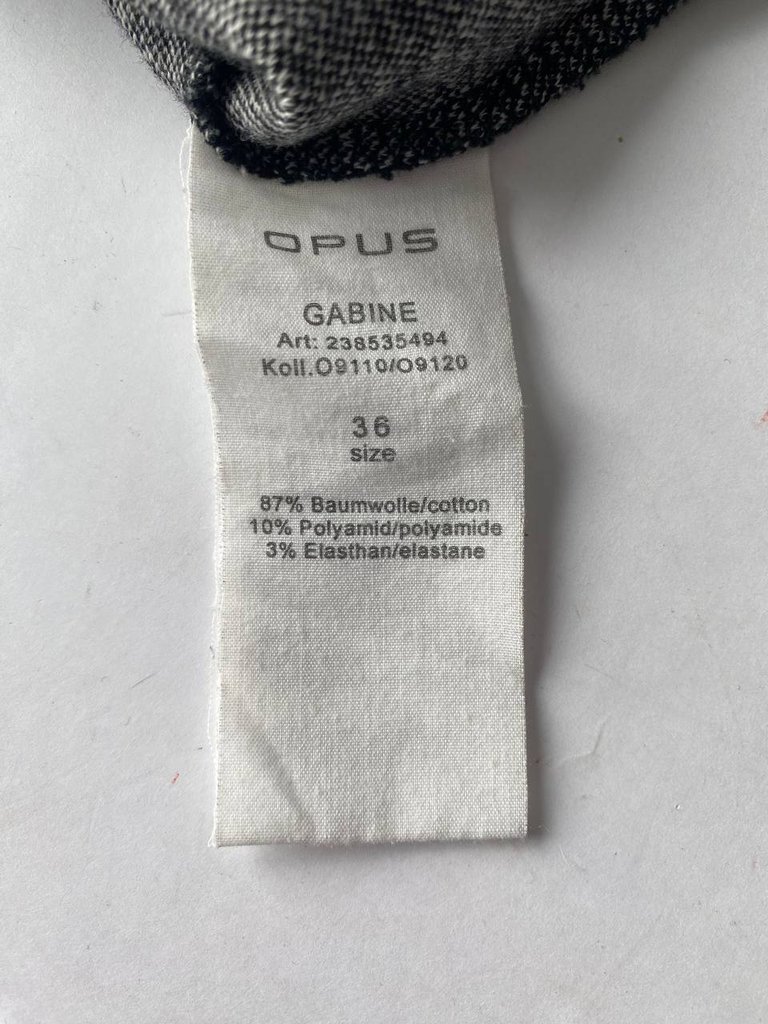 OPUS
GABINE
Art: 238535494
Koll.O9110/O9120
36
size
87% Baumwolle/cotton
10% Polyamid/polyamide
3% Elasthan/elastane